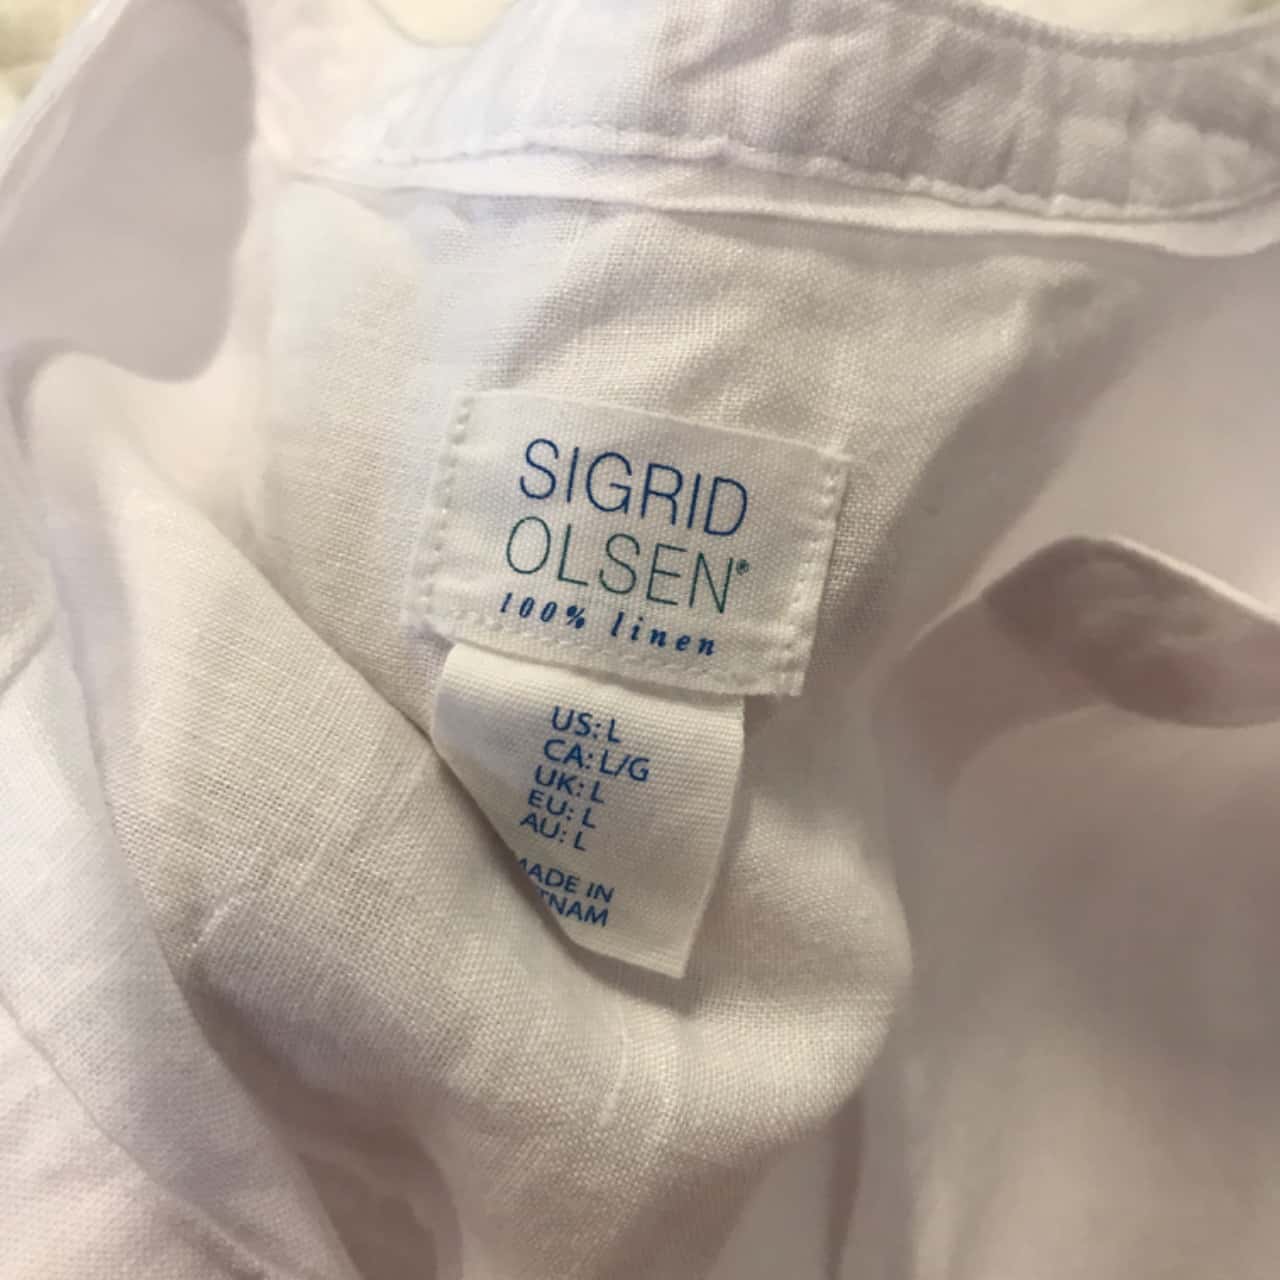 SIGRID
OLSEN®
100% linen
US: L
CA: L/G
UK: L
EU: L
AU: L
MADE IN